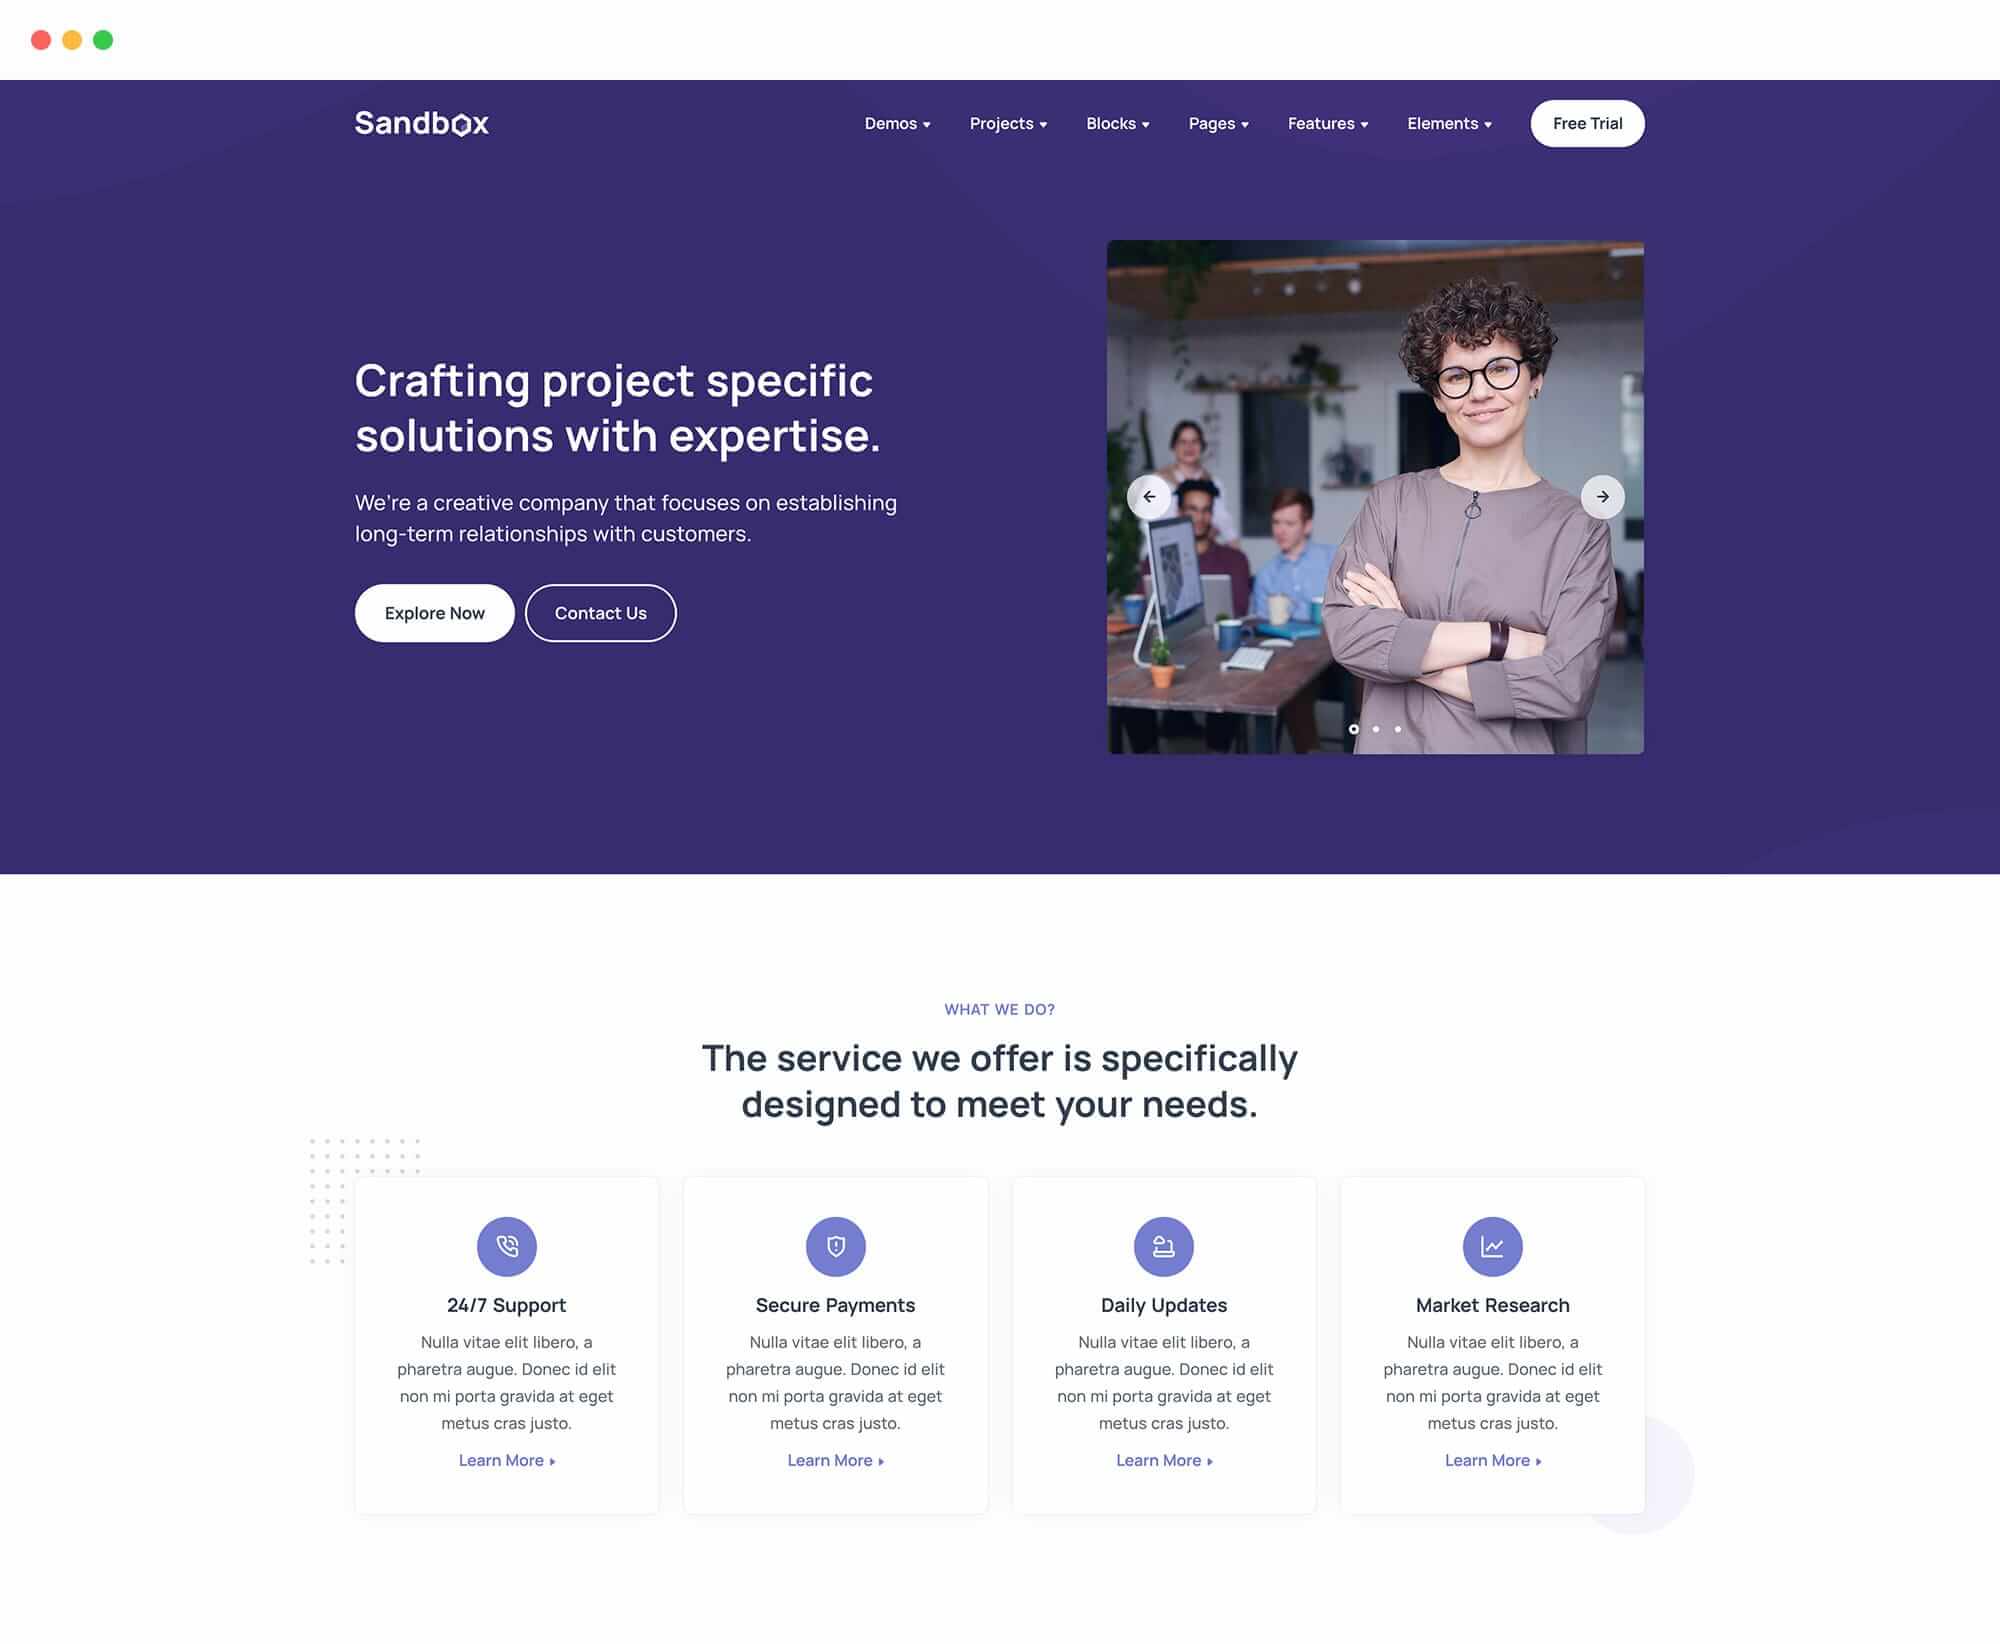 Sandbox
Demos
Projects
Blocks
Pages
Features
Elements
Free Trial
Crafting project specific
solutions with expertise.
We're a creative company that focuses on establishing
long-term relationships with customers.
Explore Now
Contact Us
WHAT WE DO?
The service we offer is specifically
designed to meet your needs.
24/7 Support
Nulla vitae elit libero, a
pharetra augue. Donec id elit
non mi porta gravida at eget
metus cras justo.
Learn More
Secure Payments
Nulla vitae elit libero, a
pharetra augue. Donec id elit
non mi porta gravida at eget
metus cras justo.
Learn More
Daily Updates
Nulla vitae elit libero, a
pharetra augue. Donec id elit
non mi porta gravida at eget
metus cras justo.
Learn More
Market Research
Nulla vitae elit libero, a
pharetra augue. Donec id elit
non mi porta gravida at eget
metus cras justo.
Learn More